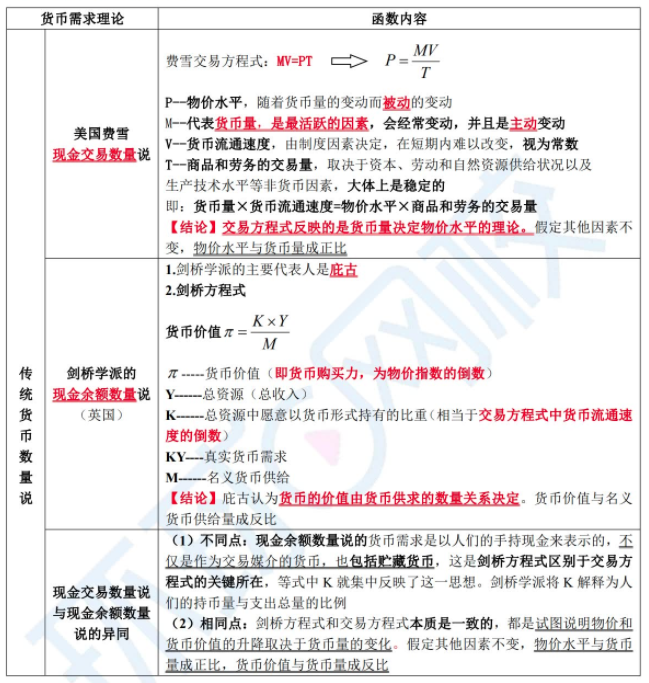 货币需求理论
函数内容
传统货币数量说
美国费雪
现金交易数量说
费雪交易方程式：MV=PT P=MV/T
P--物价水平，随着货币量的变动而被动的变动
M--代表货币量，是最活跃的因素，会经常变动，并且是主动变动
V--货币流通速度，由制度因素决定，在短期内难以改变，视为常数
T--商品和劳务的交易量，取决于资本、劳动和自然资源供给状况以及
生产技术水平等非货币因素，大体上是稳定的
即：货币量×货币流通速度=物价水平×商品和劳务的交易量
【结论】交易方程式反映的是货币量决定物价水平的理论。假定其他因素不
变，物价水平与货币量成正比
剑桥学派的
现金余额数量说
（英国）
1.剑桥学派的主要代表人是庇古
2.剑桥方程式
货币价值 π=K×Y/M
π -----货币价值（即货币购买力，为物价指数的倒数）
Y------总资源（总收入）
K------总资源中愿意以货币形式持有的比重（相当于交易方程式中货币流通速
度的倒数）
KY----真实货币需求
M------名义货币供给
【结论】庇古认为货币的价值由货币供求的数量关系决定。货币价值与名义
货币供给量成反比
现金交易数量说
与现金余额数量
说的异同
（1）不同点：现金余额数量说的货币需求是以人们的手持现金来表示的，不
仅是作为交易媒介的货币，也包括贮藏货币，这是剑桥方程式区别于交易方
程式的关键所在，等式中 K 就集中反映了这一思想。剑桥学派将 K 解释为人
们的持币量与支出总量的比例
（2）相同点：剑桥方程式和交易方程式本质是一致的，都是试图说明物价和
货币价值的升降取决于货币量的变化。假定其他因素不变，物价水平与货币
量成正比，货币价值与货币量成反比
环球网校